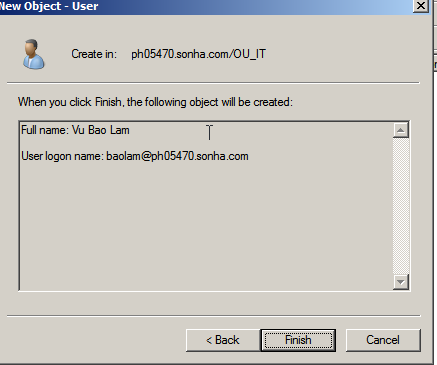 New Object - User
Create in: ph05470.sonha.com/OU_IT
When you click Finish, the following object will be created:
Full name: Vu Bao Lam
User logon name: baolam@ph05470.sonha.com
< Back Finish Cancel